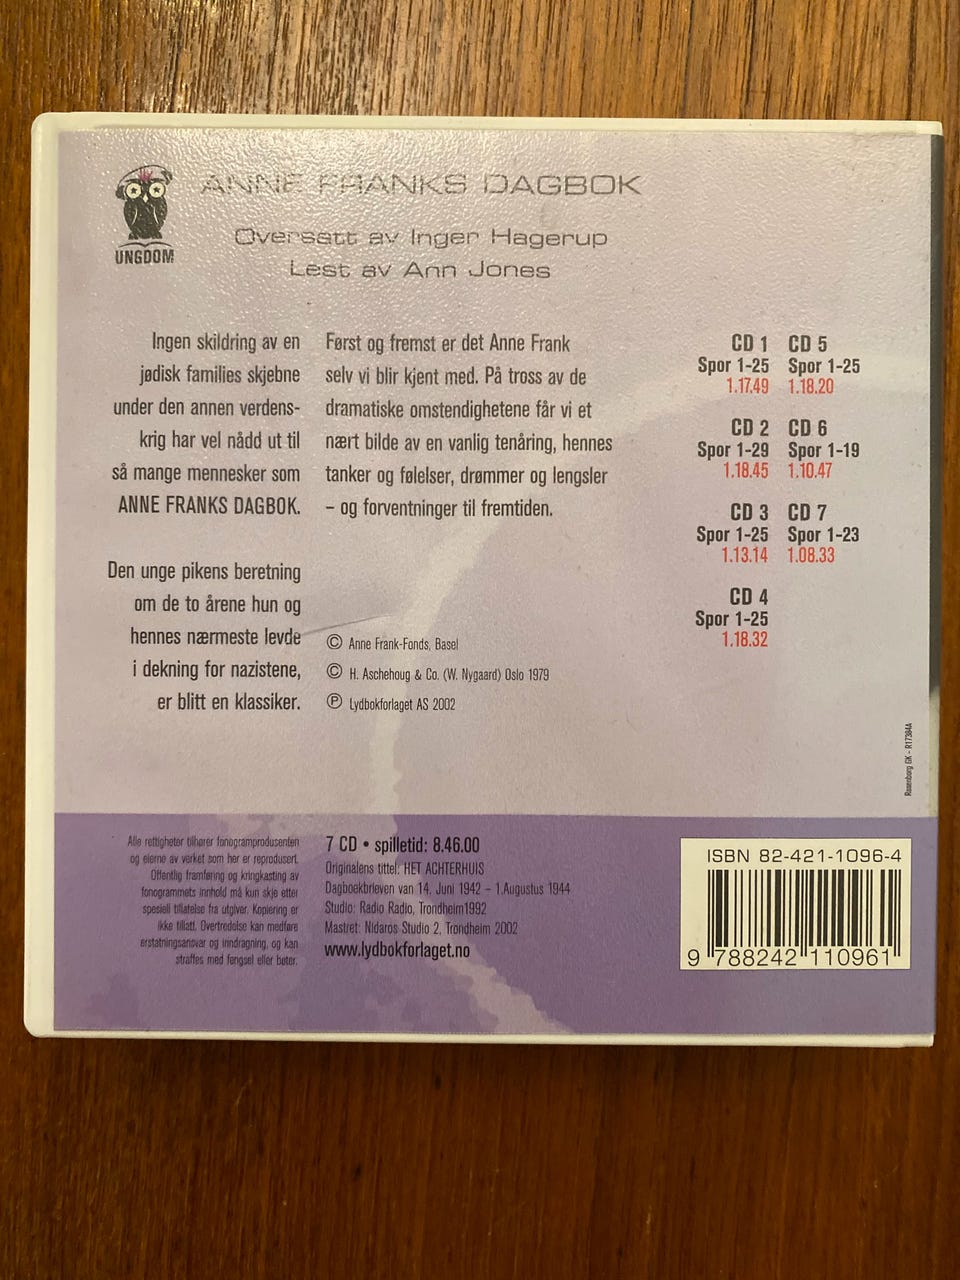 ANNE FRANKS DAGBOK
Oversatt av Inger Hagerup
Lest av Ann Jones
UNGDOM
Ingen skildring av en
jødisk families skjebne
under den annen verdens-
krig har vel nådd ut til
så mange mennesker som
ANNE FRANKS DAGBOK.
Den unge pikens beretning
om de to årene hun og
hennes nærmeste levde
i dekning for nazistene,
er blitt en klassiker.
Først og fremst er det Anne Frank
selv vi blir kjent med. På tross av de
dramatiske omstendighetene får vi et
nært bilde av en vanlig tenåring, hennes
tanker og følelser, drømmer og lengsler
– og forventninger til fremtiden.
© Anne Frank-Fonds, Basel
© H. Aschehoug & Co. (W. Nygaard) Oslo 1979
℗ Lydbokforlaget AS 2002
CD 1
Spor 1-25
1.17.49
CD 2
Spor 1-29
1.18.45
CD 3
Spor 1-25
1.13.14
CD 4
Spor 1-25
1.18.32
CD 5
Spor 1-25
1.18.20
CD 6
Spor 1-19
1.10.47
CD 7
Spor 1-23
1.08.33
Rosenborg GK - R17384A
Alle rettigheter tilhører fonogramprodusenten
og eierne av verket som her er reprodusert.
Offentlig framføring og kringkasting av
fonogrammets innhold må kun skje etter
spesiell tillatelse fra utgiver. Kopiering er
ikke tillatt. Overtredelse kan medføre
erstatningsansvar og inndragning, og kan
straffes med fengsel eller bøter.
7 CD • spilletid: 8.46.00
Originalens tittel: HET ACHTERHUIS
Dagboekbrieven van 14. Juni 1942 – 1.Augustus 1944
Studio: Radio Radio, Trondheim1992
Mastret: Nidaros Studio 2, Trondheim 2002
www.lydbokforlaget.no
ISBN 82-421-1096-4
9 788242 110961